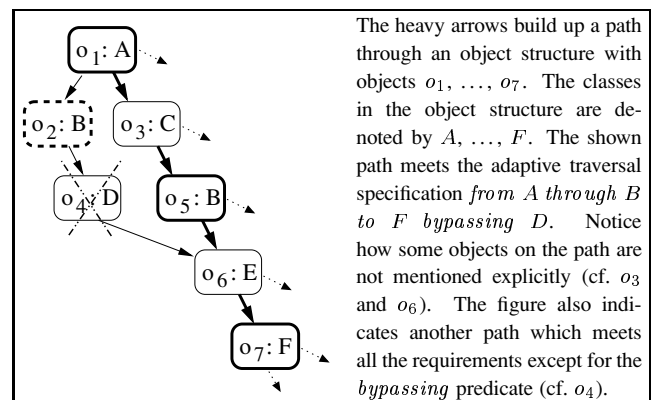 o1: A
o2: B
o3: C
o4: D
o5: B
o6: E
o7: F
The heavy arrows build up a path
through an object structure with
objects o1, ..., o7. The classes
in the object structure are de-
noted by A, ..., F. The shown
path meets the adaptive traversal
specification from A through B
to F bypassing D. Notice
how some objects on the path are
not mentioned explicitly (cf. o3
and o6). The figure also indi-
cates another path which meets
all the requirements except for the
bypassing predicate (cf. o4).